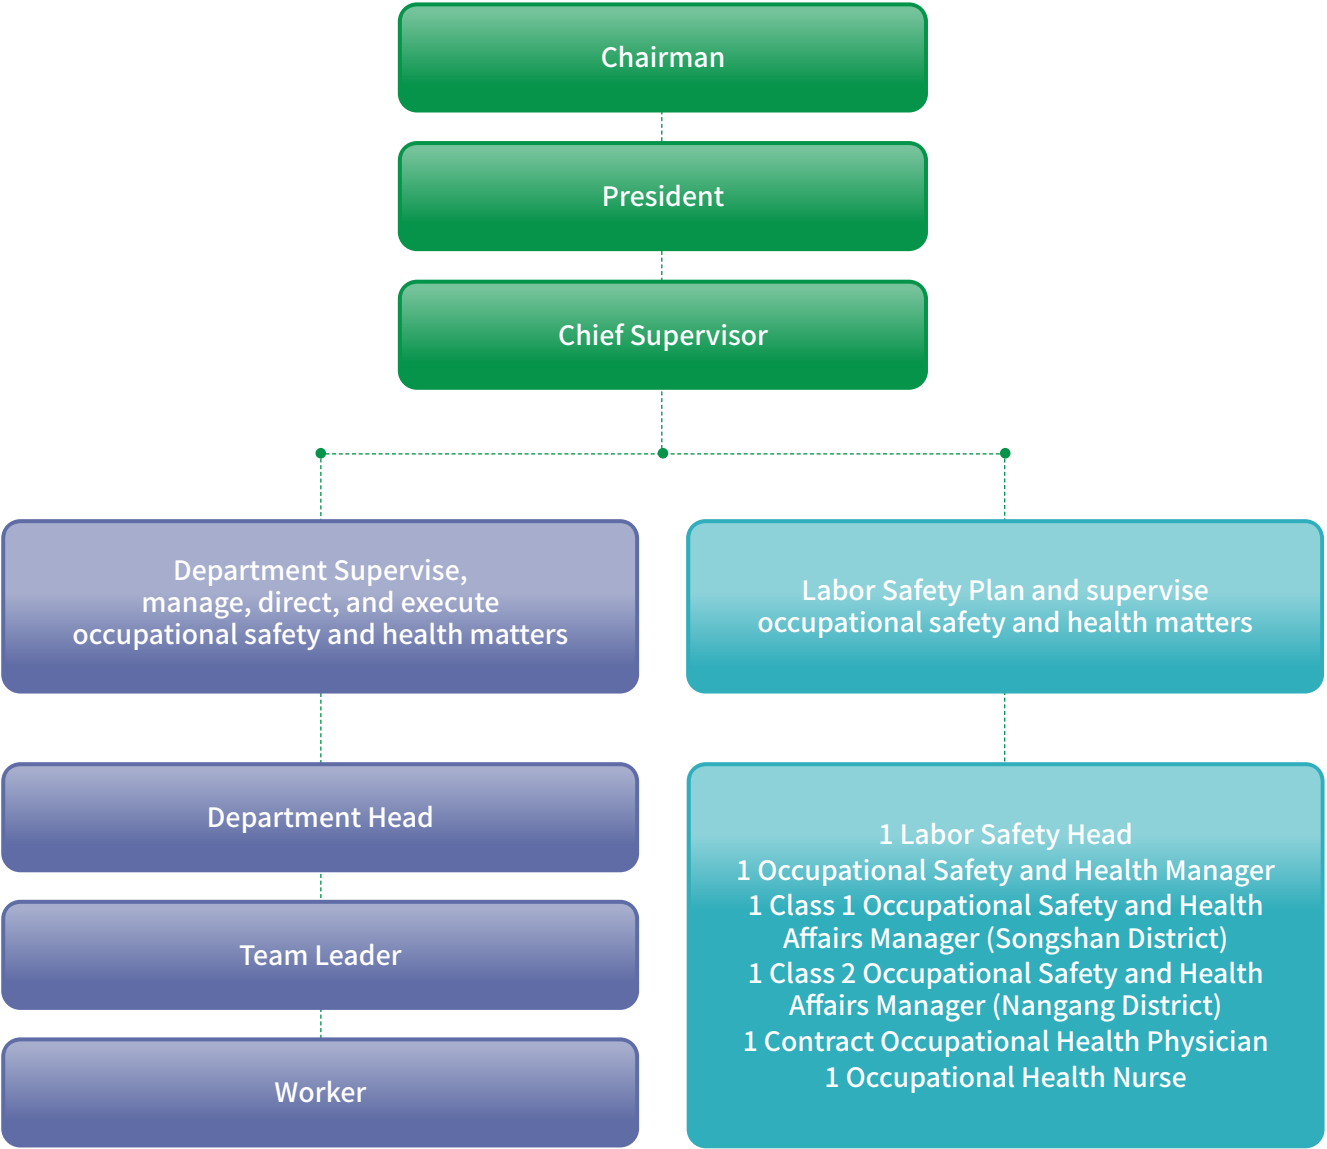 Chairman
President
Chief Supervisor
Department Supervise,
manage, direct, and execute
occupational safety and health matters
Labor Safety Plan and supervise
occupational safety and health matters
Department Head
Team Leader
Worker
1 Labor Safety Head
1 Occupational Safety and Health Manager
1 Class 1 Occupational Safety and Health
Affairs Manager (Songshan District)
1 Class 2 Occupational Safety and Health
Affairs Manager (Nangang District)
1 Contract Occupational Health Physician
1 Occupational Health Nurse